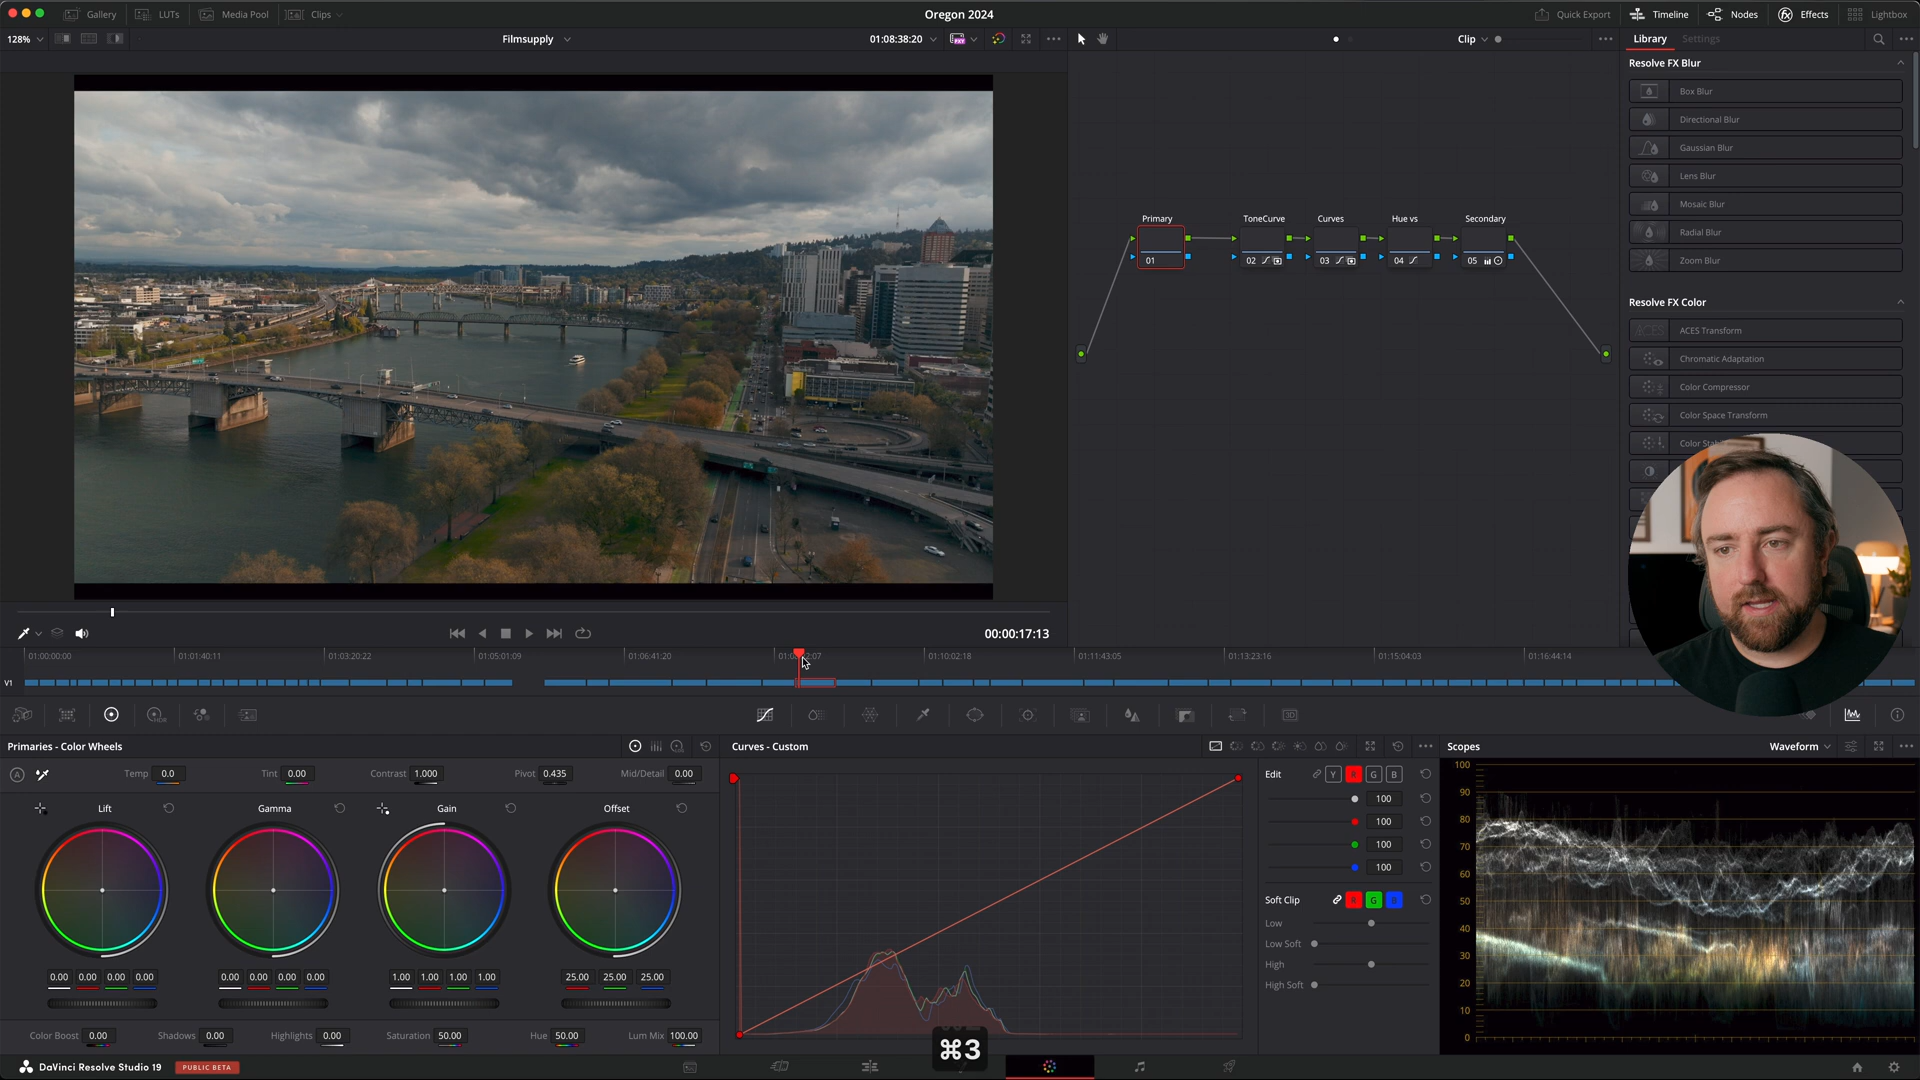 Gallery LUTs Media Pool Clips Oregon 2024 Quick Export Timeline Nodes Effects Lightbox
128% Filmsupply 01:08:38:20 Clip Library Settings
Resolve FX Blur
Box Blur
Directional Blur
Gaussian Blur
Lens Blur
Mosaic Blur
Radial Blur
Zoom Blur
Resolve FX Color
ACES Transform
Chromatic Adaptation
Color Compressor
Color Space Transform
Primary ToneCurve Curves Hue vs Secondary
01 02 03 04 05
00:00:17:13
01:00:00:00 01:01:40:11 01:03:20:22 01:05:01:09 01:06:41:20 01:10:02:18 01:11:43:05 01:13:23:16 01:15:04:03 01:16:44:14
V1
Primaries - Color Wheels Curves - Custom Scopes Waveform
Temp 0.0 Tint 0.00 Contrast 1.000 Pivot 0.435 Mid/Detail 0.00
Lift Gamma Gain Offset
0.00 0.00 0.00 0.00 0.00 0.00 0.00 0.00 1.00 1.00 1.00 1.00 25.00 25.00 25.00
Color Boost 0.00 Shadows 0.00 Highlights 0.00 Saturation 50.00 Hue 50.00 Lum Mix 100.00
Edit Y R G B
100
100
100
100
Soft Clip R G B
Low
Low Soft
High
High Soft
100
90
80
70
60
50
40
30
20
10
0
⌘3
DaVinci Resolve Studio 19 PUBLIC BETA